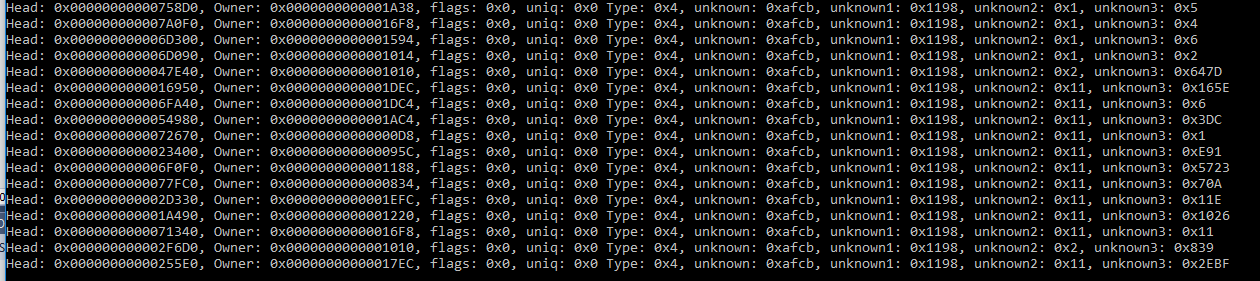 Head: 0x00000000000758D0, Owner: 0x0000000000001A38, flags: 0x0, uniq: 0x0 Type: 0x4, unknown: 0xafcb, unknown1: 0x1198, unknown2: 0x1, unknown3: 0x5
Head: 0x000000000007A0F0, Owner: 0x00000000000016F8, flags: 0x0, uniq: 0x0 Type: 0x4, unknown: 0xafcb, unknown1: 0x1198, unknown2: 0x1, unknown3: 0x4
Head: 0x000000000006D300, Owner: 0x0000000000001594, flags: 0x0, uniq: 0x0 Type: 0x4, unknown: 0xafcb, unknown1: 0x1198, unknown2: 0x1, unknown3: 0x6
Head: 0x000000000006D090, Owner: 0x0000000000001014, flags: 0x0, uniq: 0x0 Type: 0x4, unknown: 0xafcb, unknown1: 0x1198, unknown2: 0x1, unknown3: 0x2
Head: 0x0000000000047E40, Owner: 0x0000000000001010, flags: 0x0, uniq: 0x0 Type: 0x4, unknown: 0xafcb, unknown1: 0x1198, unknown2: 0x2, unknown3: 0x647D
Head: 0x0000000000016950, Owner: 0x0000000000001DEC, flags: 0x0, uniq: 0x0 Type: 0x4, unknown: 0xafcb, unknown1: 0x1198, unknown2: 0x11, unknown3: 0x165E
Head: 0x000000000006FA40, Owner: 0x0000000000001DC4, flags: 0x0, uniq: 0x0 Type: 0x4, unknown: 0xafcb, unknown1: 0x1198, unknown2: 0x11, unknown3: 0x6
Head: 0x0000000000054980, Owner: 0x0000000000001AC4, flags: 0x0, uniq: 0x0 Type: 0x4, unknown: 0xafcb, unknown1: 0x1198, unknown2: 0x11, unknown3: 0x3DC
Head: 0x0000000000072670, Owner: 0x00000000000000D8, flags: 0x0, uniq: 0x0 Type: 0x4, unknown: 0xafcb, unknown1: 0x1198, unknown2: 0x11, unknown3: 0x1
Head: 0x0000000000023400, Owner: 0x000000000000095C, flags: 0x0, uniq: 0x0 Type: 0x4, unknown: 0xafcb, unknown1: 0x1198, unknown2: 0x11, unknown3: 0xE91
Head: 0x000000000006F0F0, Owner: 0x0000000000001188, flags: 0x0, uniq: 0x0 Type: 0x4, unknown: 0xafcb, unknown1: 0x1198, unknown2: 0x11, unknown3: 0x5723
Head: 0x0000000000077FC0, Owner: 0x0000000000000834, flags: 0x0, uniq: 0x0 Type: 0x4, unknown: 0xafcb, unknown1: 0x1198, unknown2: 0x11, unknown3: 0x70A
Head: 0x000000000002D330, Owner: 0x0000000000001EFC, flags: 0x0, uniq: 0x0 Type: 0x4, unknown: 0xafcb, unknown1: 0x1198, unknown2: 0x11, unknown3: 0x11E
Head: 0x000000000001A490, Owner: 0x0000000000001220, flags: 0x0, uniq: 0x0 Type: 0x4, unknown: 0xafcb, unknown1: 0x1198, unknown2: 0x11, unknown3: 0x1026
Head: 0x0000000000071340, Owner: 0x00000000000016F8, flags: 0x0, uniq: 0x0 Type: 0x4, unknown: 0xafcb, unknown1: 0x1198, unknown2: 0x11, unknown3: 0x11
Head: 0x000000000002F6D0, Owner: 0x0000000000001010, flags: 0x0, uniq: 0x0 Type: 0x4, unknown: 0xafcb, unknown1: 0x1198, unknown2: 0x2, unknown3: 0x839
Head: 0x00000000000255E0, Owner: 0x00000000000017EC, flags: 0x0, uniq: 0x0 Type: 0x4, unknown: 0xafcb, unknown1: 0x1198, unknown2: 0x11, unknown3: 0x2EBF